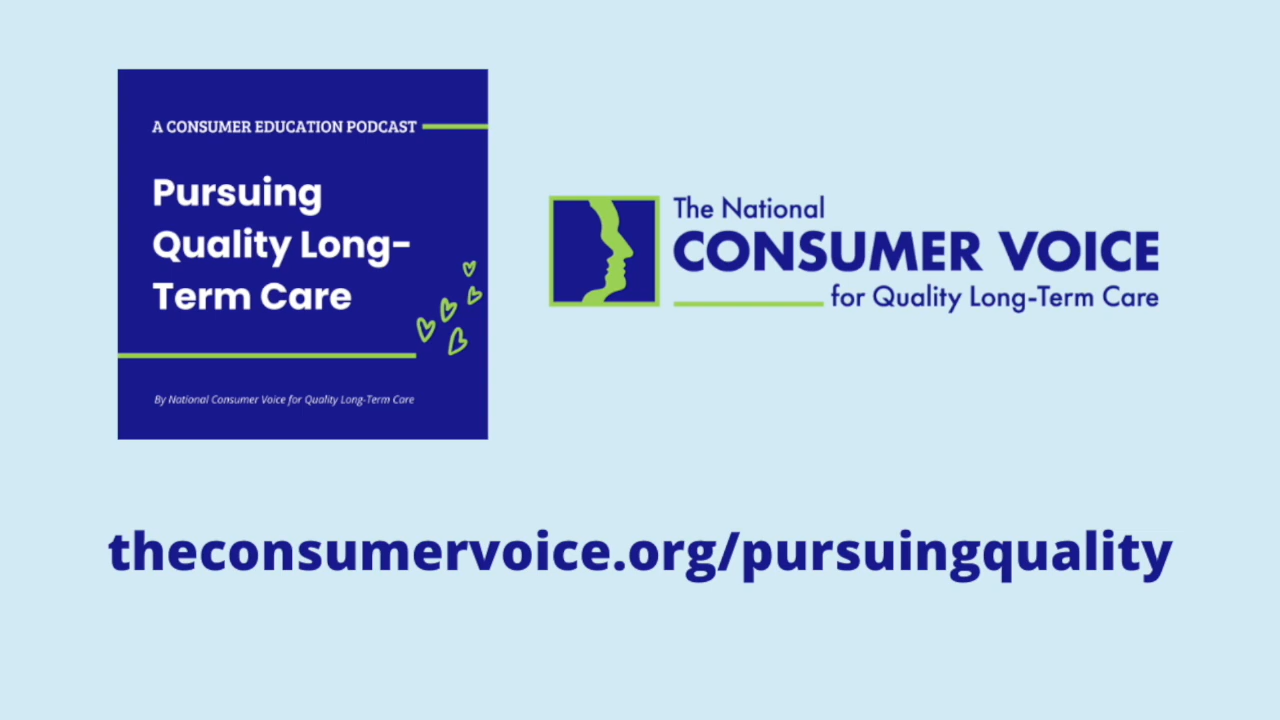 A CONSUMER EDUCATION PODCAST
Pursuing
Quality Long-
Term Care
By National Consumer Voice for Quality Long-Term Care
The National
CONSUMER VOICE
for Quality Long-Term Care
theconsumervoice.org/pursuingquality